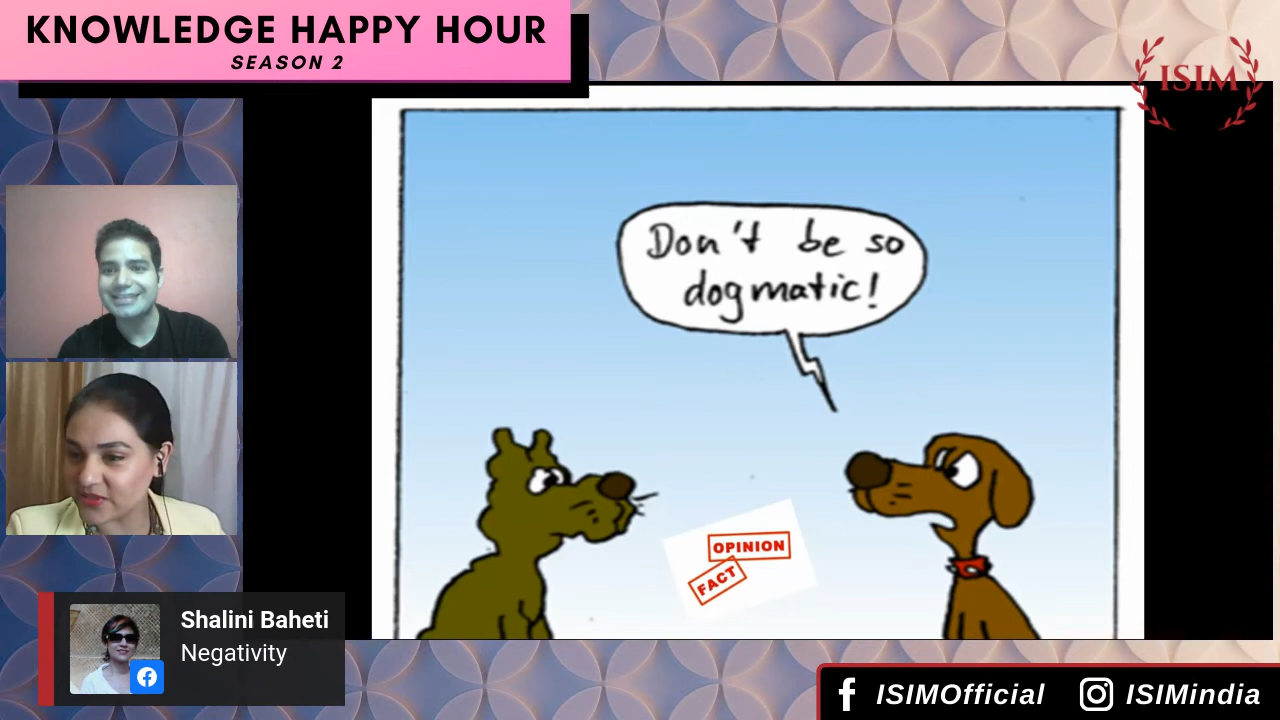 KNOWLEDGE HAPPY HOUR
SEASON 2
ISIM
Don't be so
dogmatic!
OPINION
FACT
Shalini Baheti
Negativity
ISIMOfficial
ISIMindia